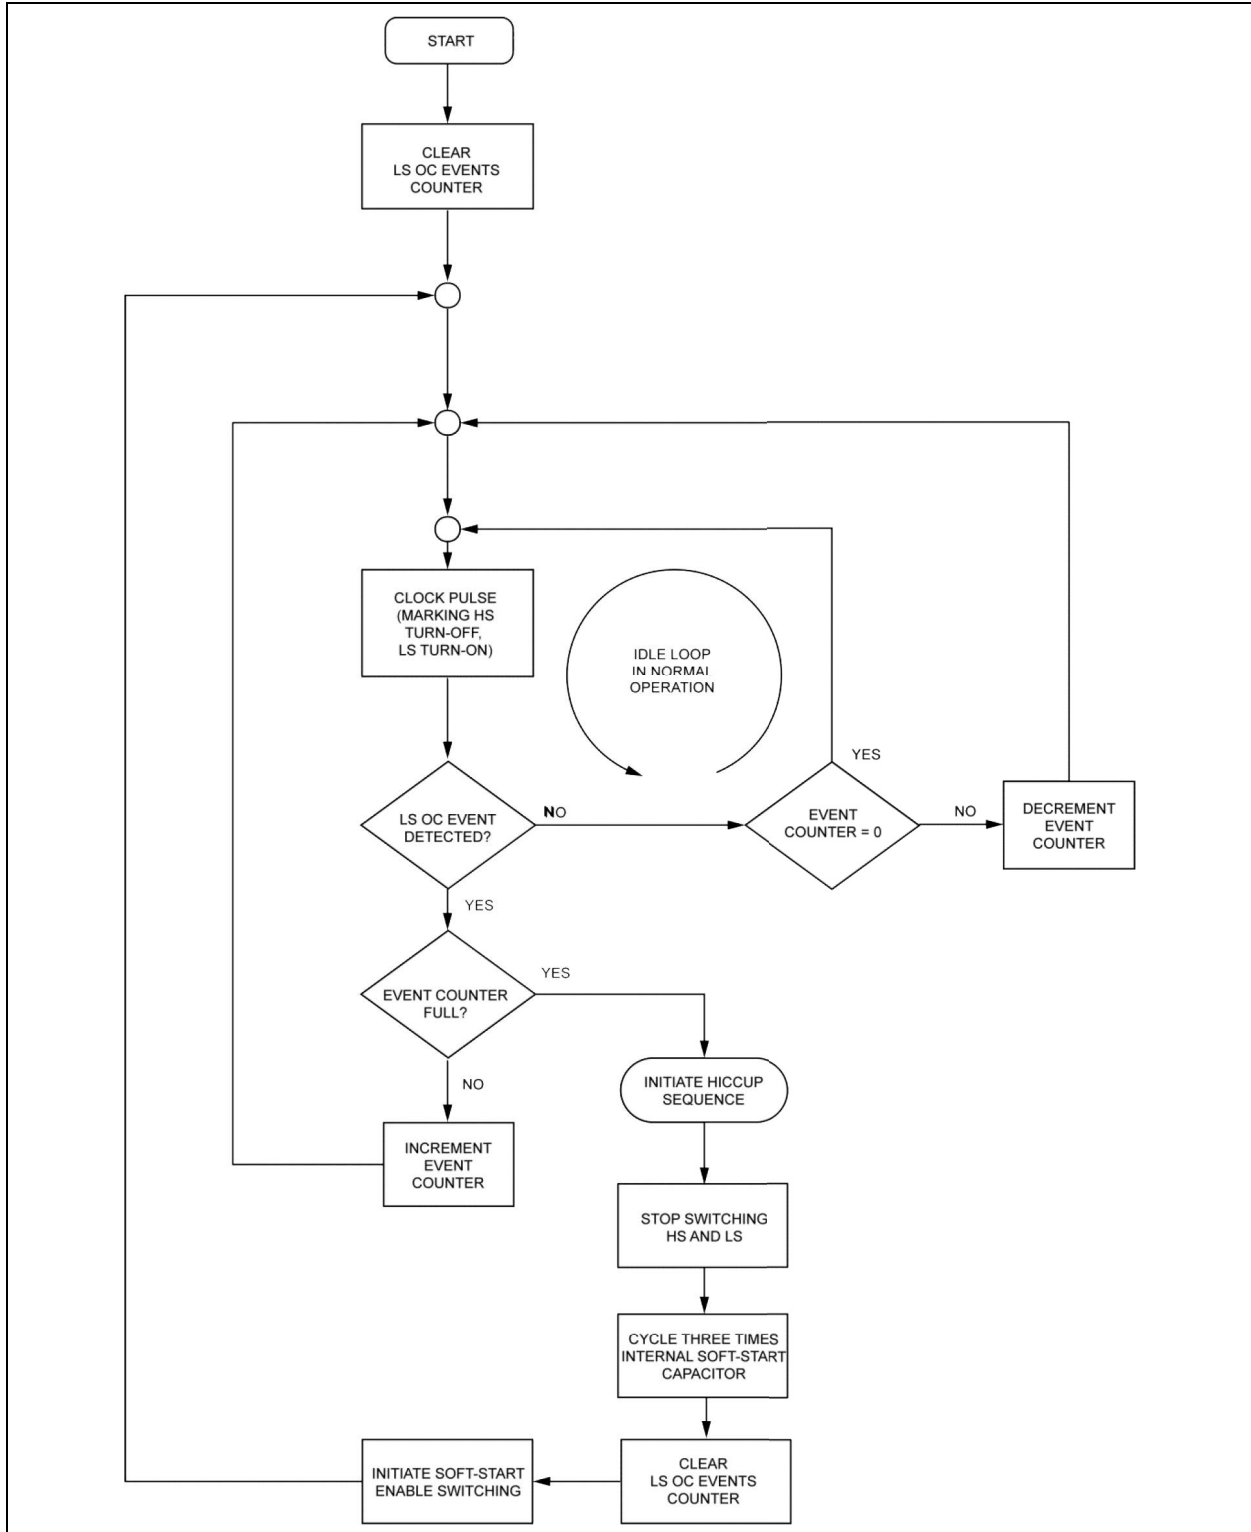 START
CLEAR
LS OC EVENTS
COUNTER
CLOCK PULSE
(MARKING HS
TURN-OFF,
LS TURN-ON)
IDLE LOOP
IN NORMAL
OPERATION
YES
LS OC EVENT
DETECTED?
NO
EVENT
COUNTER = 0
NO
DECREMENT
EVENT
COUNTER
YES
EVENT COUNTER
FULL?
YES
NO
INITIATE HICCUP
SEQUENCE
INCREMENT
EVENT
COUNTER
STOP SWITCHING
HS AND LS
CYCLE THREE TIMES
INTERNAL SOFT-START
CAPACITOR
CLEAR
LS OC EVENTS
COUNTER
INITIATE SOFT-START
ENABLE SWITCHING